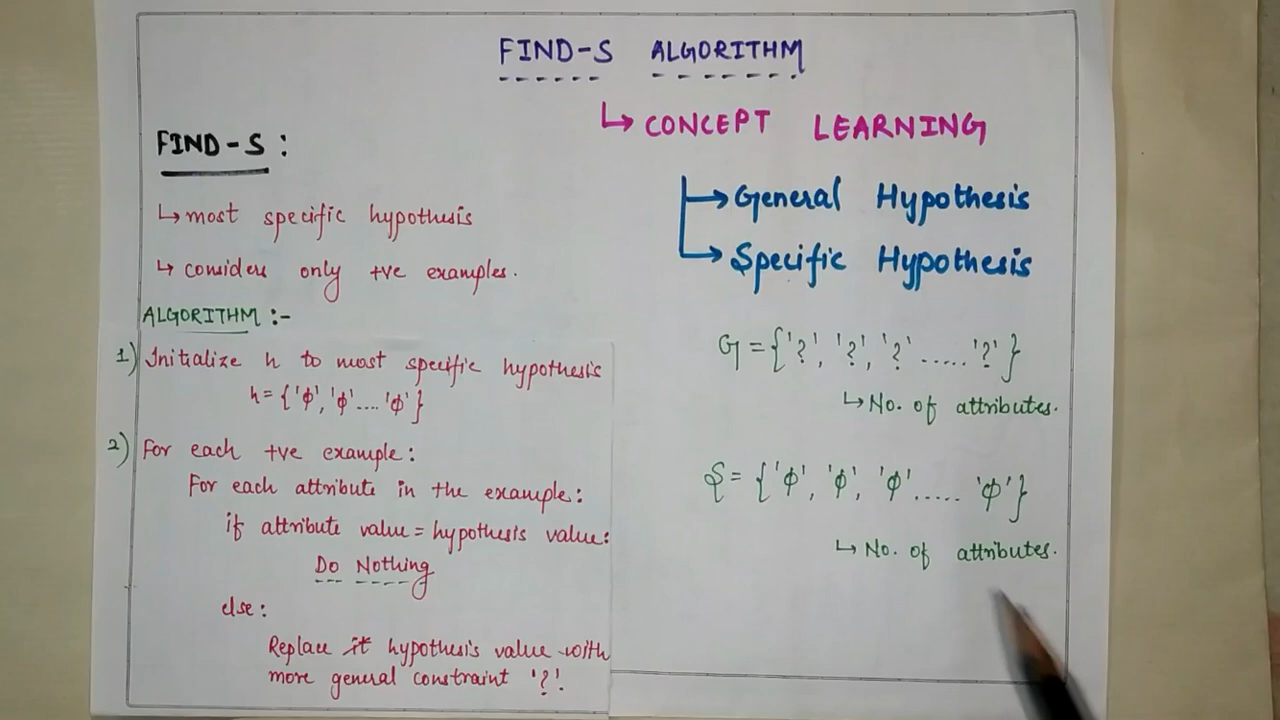 FIND-S ALGORITHM
↳ CONCEPT LEARNING
FIND-S:
↳ most specific hypothesis
↳ considers only +ve examples.
ALGORITHM :-
1) Initialize h to most specific hypothesis
h = {'ϕ', 'ϕ'.... 'ϕ'}
2) For each +ve example:
For each attribute in the example:
if attribute value = hypothesis value:
Do Nothing
else:
Replace it hypothesis value with
more general constraint '?'.
→ General Hypothesis
→ Specific Hypothesis
G = {'?', '?', '?' ..... '?'}
↳ No. of attributes.
S = {'ϕ', 'ϕ', 'ϕ' ..... 'ϕ'}
↳ No. of attributes.